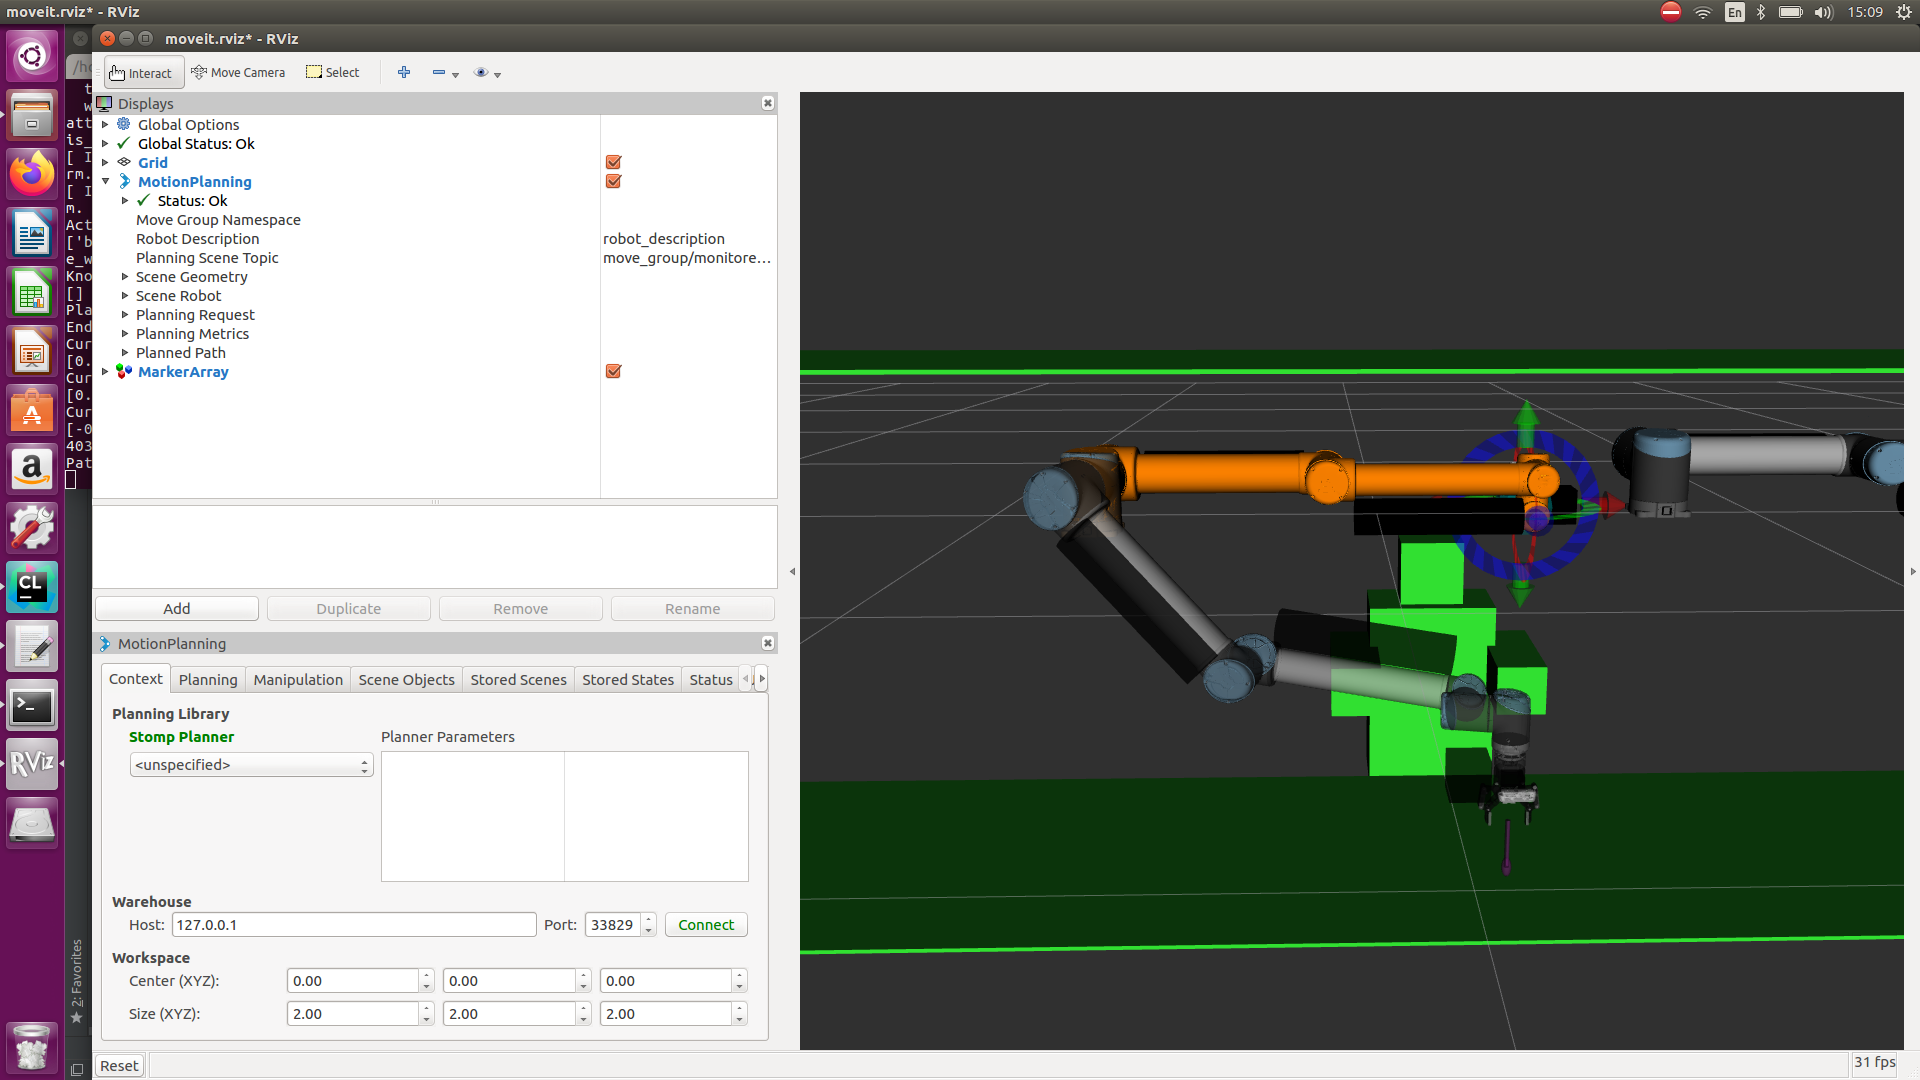 moveit.rviz* - RViz
En
15:09
moveit.rviz* - RViz
Interact
Move Camera
Select
Displays
Global Options
Global Status: Ok
Grid
MotionPlanning
Status: Ok
Move Group Namespace
Robot Description
robot_description
Planning Scene Topic
move_group/monitore...
Scene Geometry
Scene Robot
Planning Request
Planning Metrics
Planned Path
MarkerArray
Add
Duplicate
Remove
Rename
MotionPlanning
Context
Planning
Manipulation
Scene Objects
Stored Scenes
Stored States
Status
Planning Library
Stomp Planner
Planner Parameters
<unspecified>
Warehouse
Host:
127.0.0.1
Port:
33829
Connect
Workspace
Center (XYZ):
0.00
0.00
0.00
Size (XYZ):
2.00
2.00
2.00
Reset
31 fps
/h
t
w
att
is_
[ I
rm.
[ I
m.
Act
['b
e_w
Kno
[]
Pla
End
Cur
[0.
Cur
[0.
Cur
[-0
403
Pat
2: Favorites
a
CL
>_
RViz